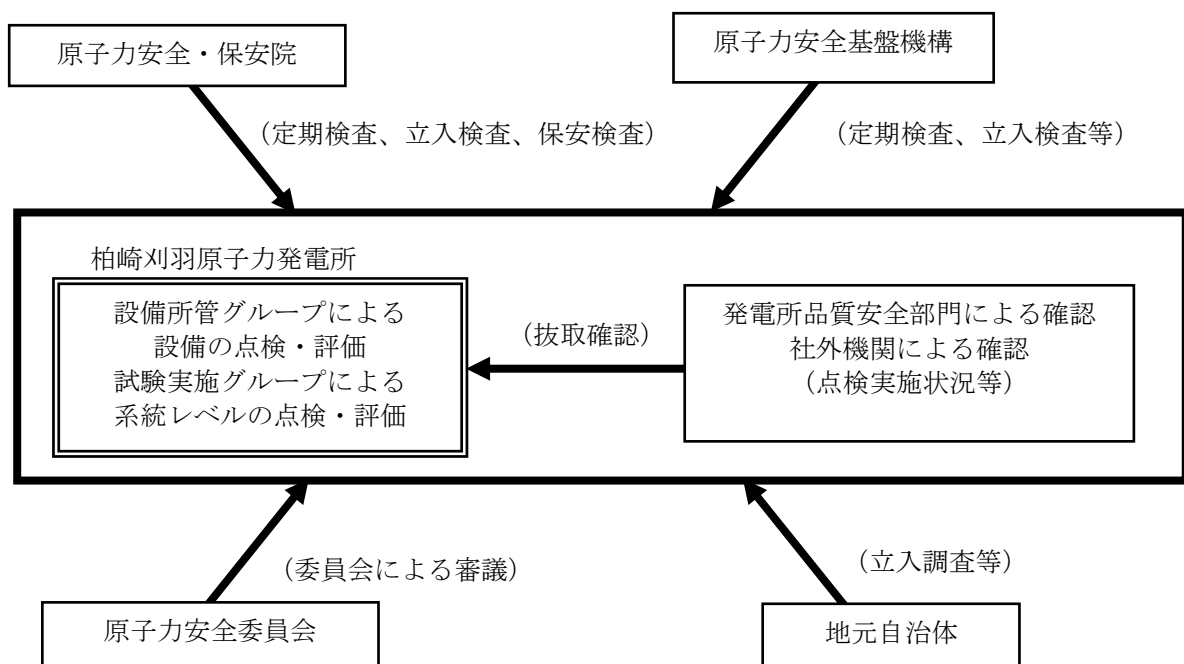 原子力安全・保安院
原子力安全基盤機構
(定期検査、立入検査、保安検査)
(定期検査、立入検査等)
柏崎刈羽原子力発電所
設備所管グループによる
設備の点検・評価
試験実施グループによる
系統レベルの点検・評価
(抜取確認)
発電所品質安全部門による確認
社外機関による確認
(点検実施状況等)
(委員会による審議)
(立入調査等)
原子力安全委員会
地元自治体